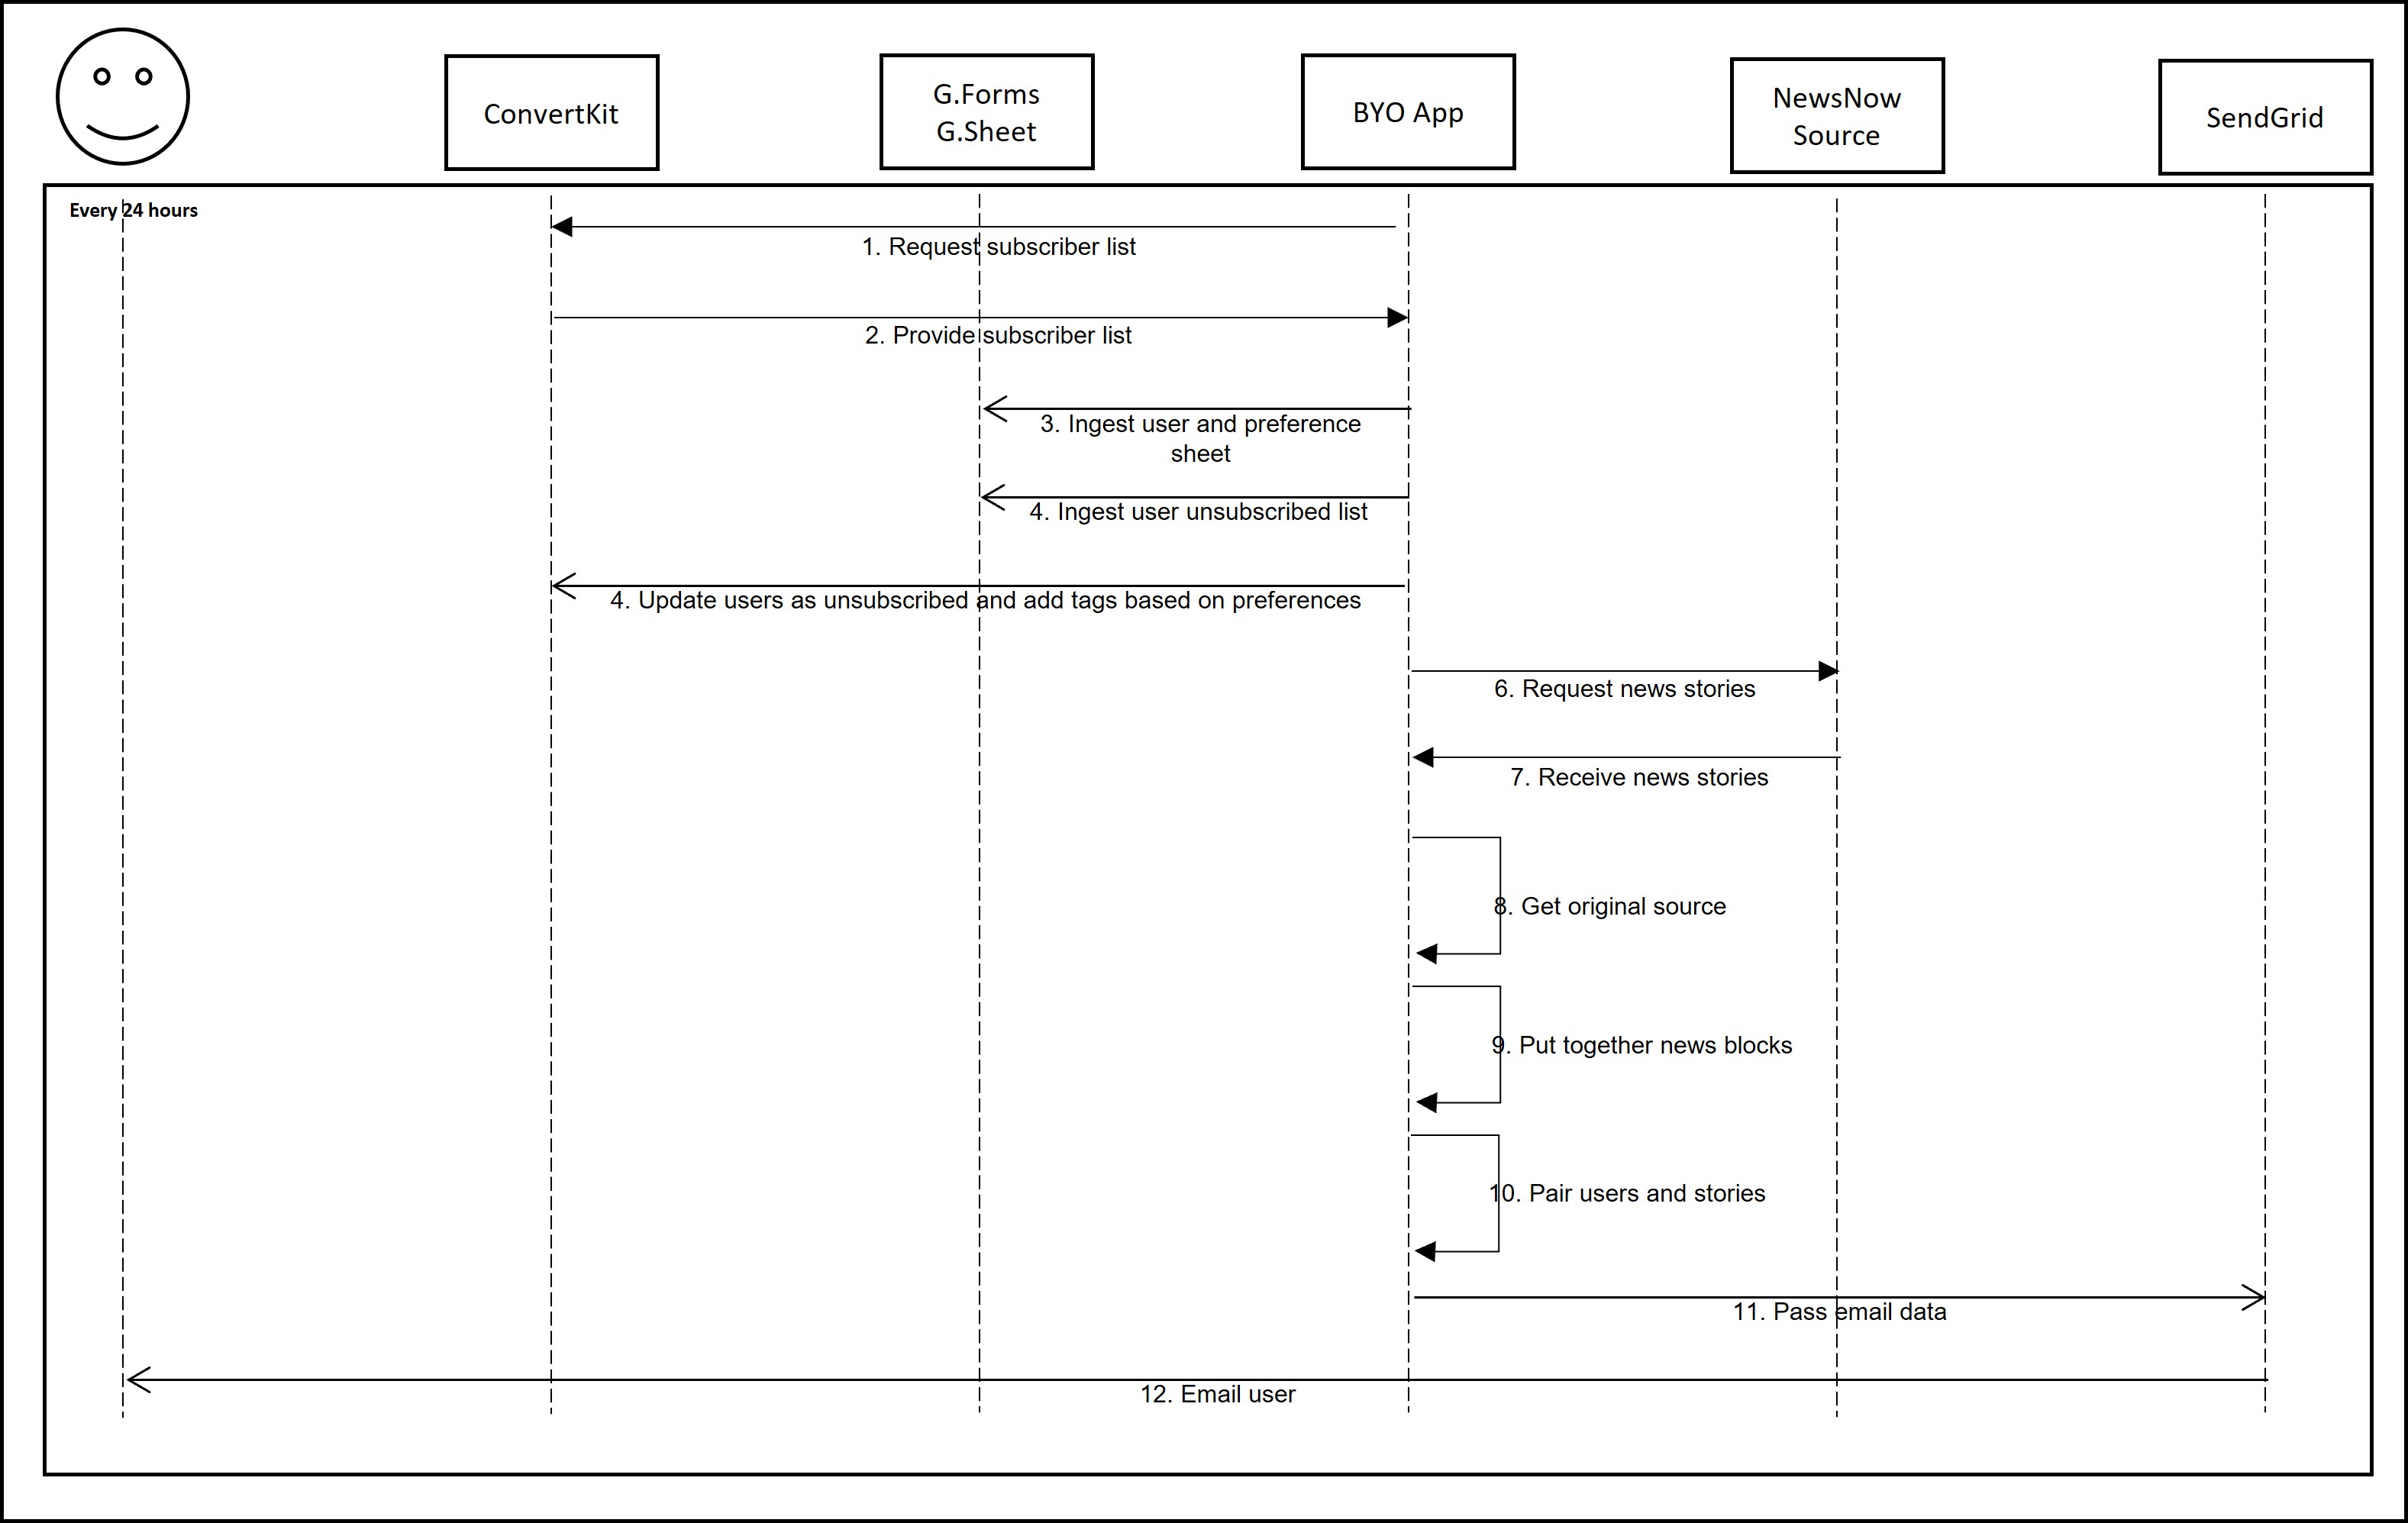 ConvertKit
G.Forms
G.Sheet
BYO App
NewsNow
Source
SendGrid
Every 24 hours
1. Request subscriber list
2. Provide subscriber list
3. Ingest user and preference
sheet
4. Ingest user unsubscribed list
4. Update users as unsubscribed and add tags based on preferences
6. Request news stories
7. Receive news stories
8. Get original source
9. Put together news blocks
10. Pair users and stories
11. Pass email data
12. Email user